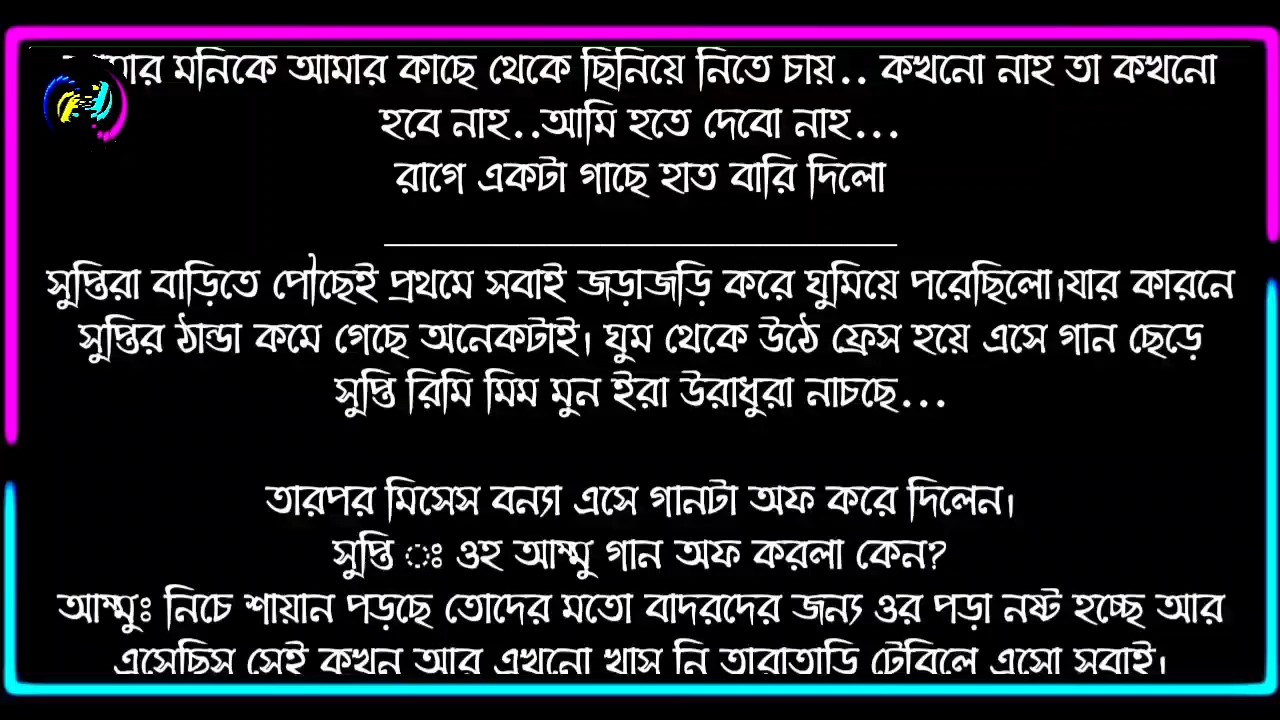 মনিকে আমার কাছে থেকে ছিনিয়ে নিতে চায়.. কখনো নাহ তা কখনো
হবে নাহ..আমি হতে দেবো নাহ...
রাগে একটা গাছে হাত বারি দিলো
সুপ্তিরা বাড়িতে পৌছেই প্রথমে সবাই জড়াজড়ি করে ঘুমিয়ে পরেছিলো।যার কারনে
সুপ্তির ঠান্ডা কমে গেছে অনেকটাই। ঘুম থেকে উঠে ফ্রেস হয়ে এসে গান ছেড়ে
সুপ্তি রিমি মিম মুন ইরা উরাধুরা নাচছে...
তারপর মিসেস বন্যা এসে গানটা অফ করে দিলেন।
সুপ্তি ঃ ওহ আম্মু গান অফ করলা কেন?
আম্মুঃ নিচে শায়ান পড়ছে তোদের মতো বাদরদের জন্য ওর পড়া নষ্ট হচ্ছে আর
এসেছিস সেই কখন আর এখনো খাস নি তারাতাড়ি টেবিলে এসো সবাই।